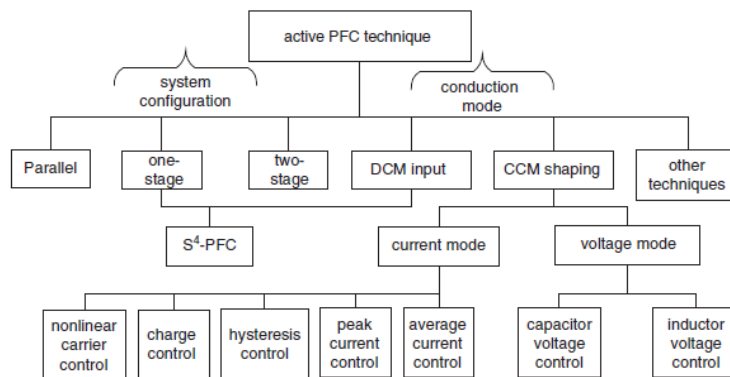 active PFC technique
system
configuration
conduction
mode
Parallel
one-
stage
two-
stage
DCM input
CCM shaping
other
techniques
S⁴-PFC
current mode
voltage mode
nonlinear
carrier
control
charge
control
hysteresis
control
peak
current
control
average
current
control
capacitor
voltage
control
inductor
voltage
control